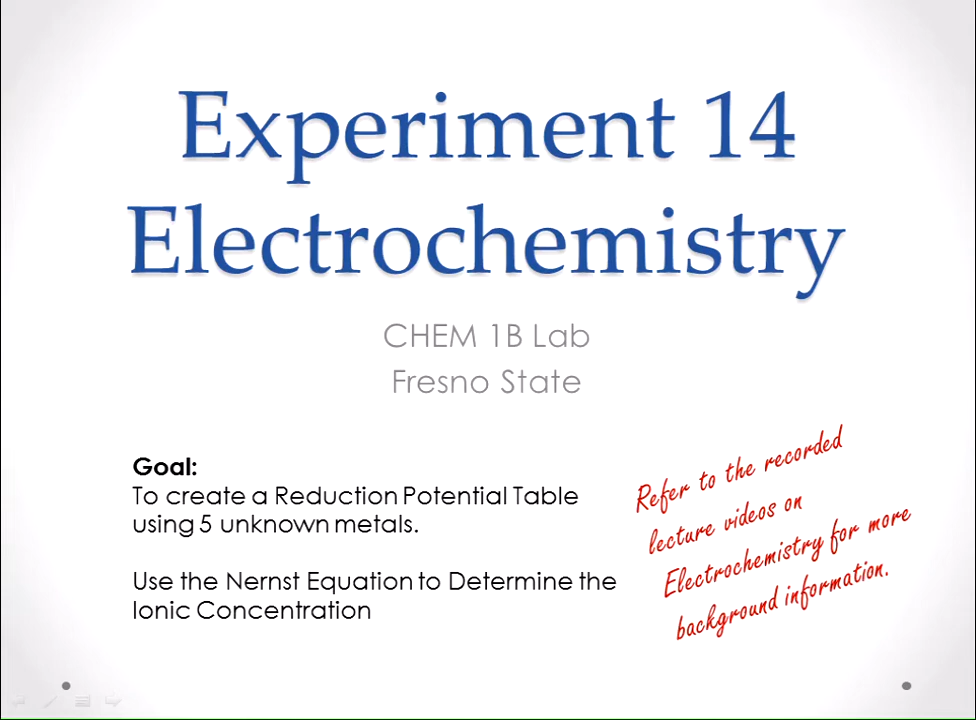 Experiment 14
Electrochemistry
CHEM 1B Lab
Fresno State
Goal:
To create a Reduction Potential Table
using 5 unknown metals.
Use the Nernst Equation to Determine the
Ionic Concentration
Refer to the recorded
lecture videos on
Electrochemistry for more
background information.